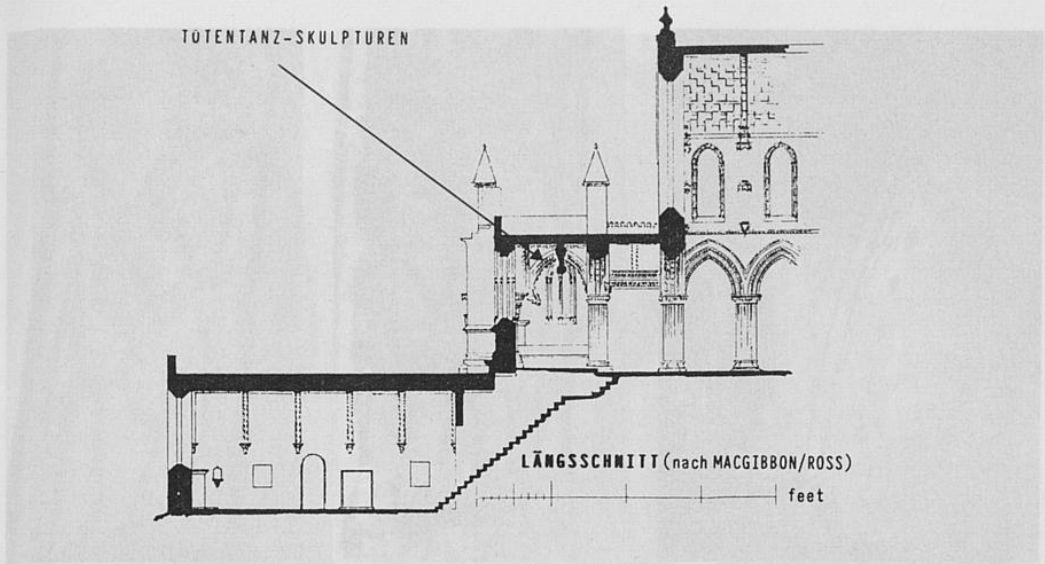 TOTENTANZ-SKULPTUREN
LÄNGSSCHNITT (nach MACGIBBON/ROSS)
feet